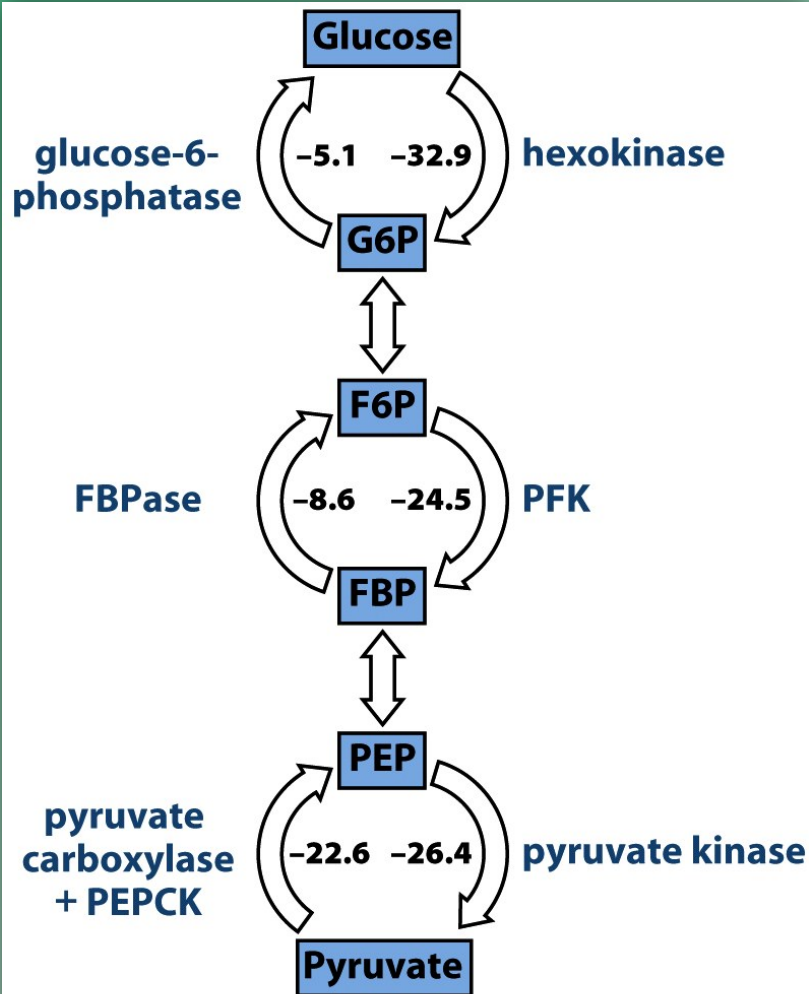 Glucose
glucose-6-
phosphatase
–5.1
–32.9
hexokinase
G6P
F6P
FBPase
–8.6
–24.5
PFK
FBP
PEP
pyruvate
carboxylase
+ PEPCK
–22.6
–26.4
pyruvate kinase
Pyruvate